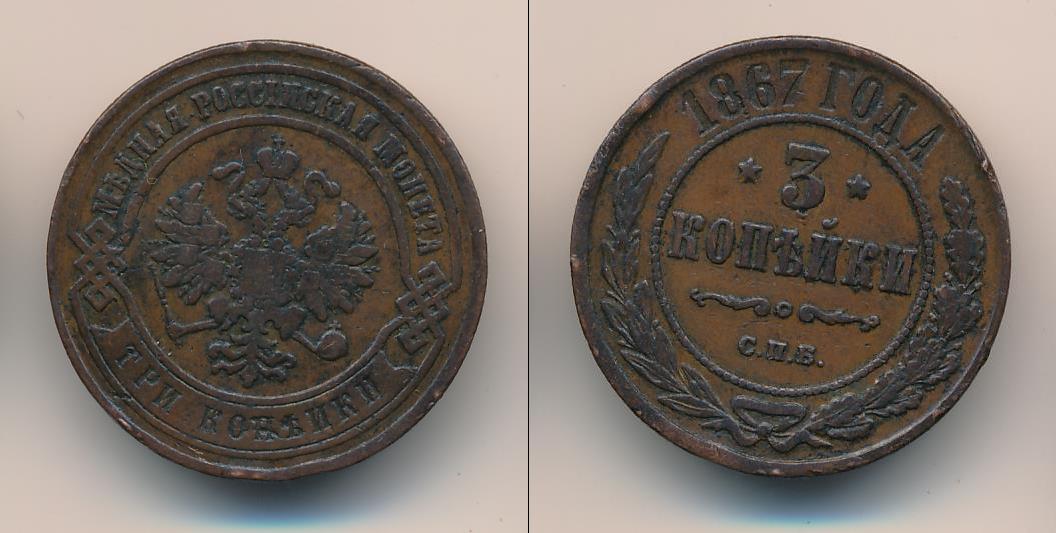 МѢДНАЯ РОССІЙСКАЯ МОНЕТА
ТРИ КОПѢЙКИ
1867 ГОДА
3
КОПѢЙКИ
С.П.Б.